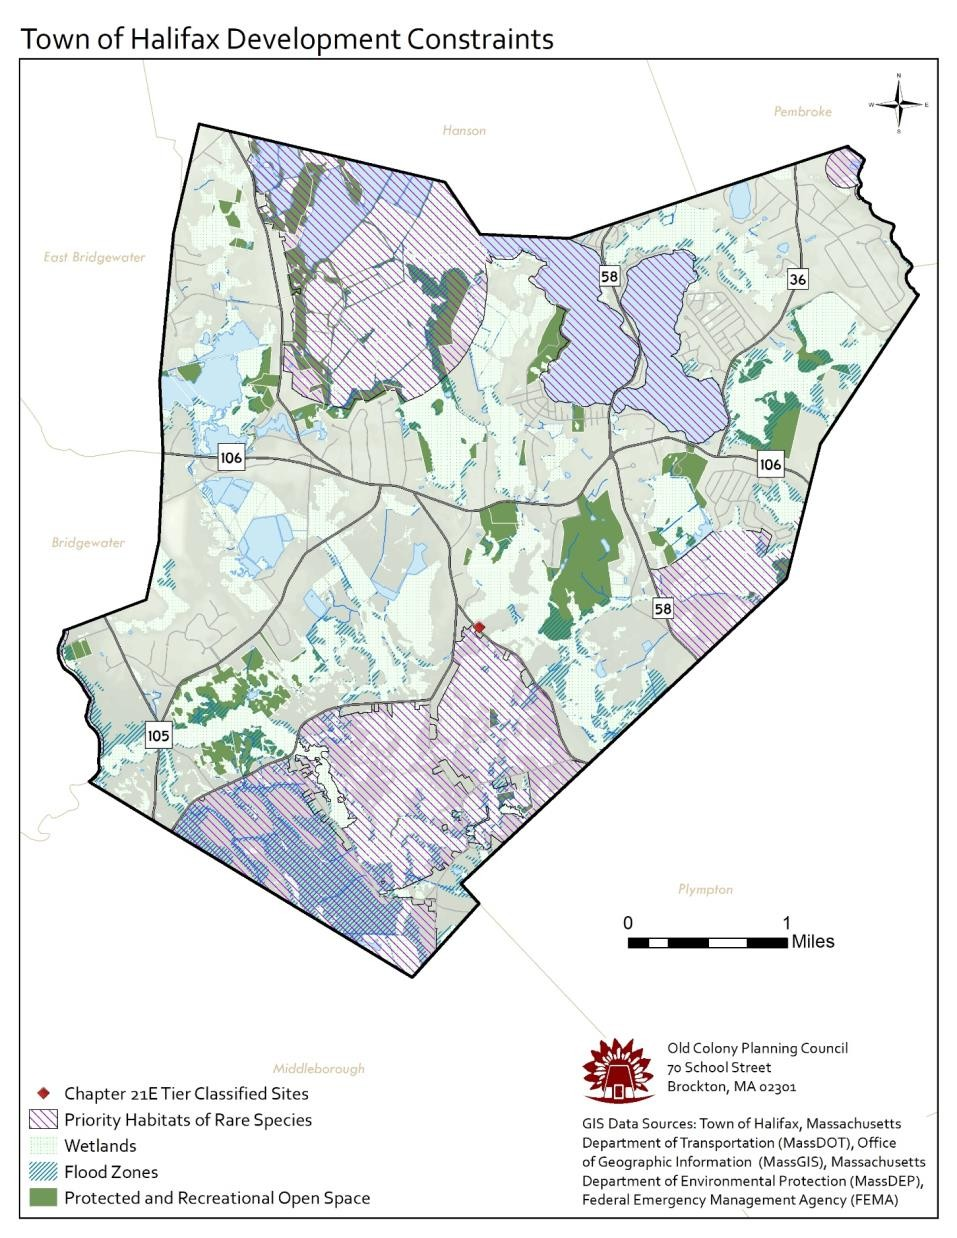 Town of Halifax Development Constraints
N
W E
S
Pembroke
Hanson
East Bridgewater
58
36
106
106
Bridgewater
58
105
Plympton
0 1
Miles
Middleborough
Chapter 21E Tier Classified Sites
Priority Habitats of Rare Species
Wetlands
Flood Zones
Protected and Recreational Open Space
Old Colony Planning Council
70 School Street
Brockton, MA 02301
GIS Data Sources: Town of Halifax, Massachusetts
Department of Transportation (MassDOT), Office
of Geographic Information (MassGIS), Massachusetts
Department of Environmental Protection (MassDEP),
Federal Emergency Management Agency (FEMA)